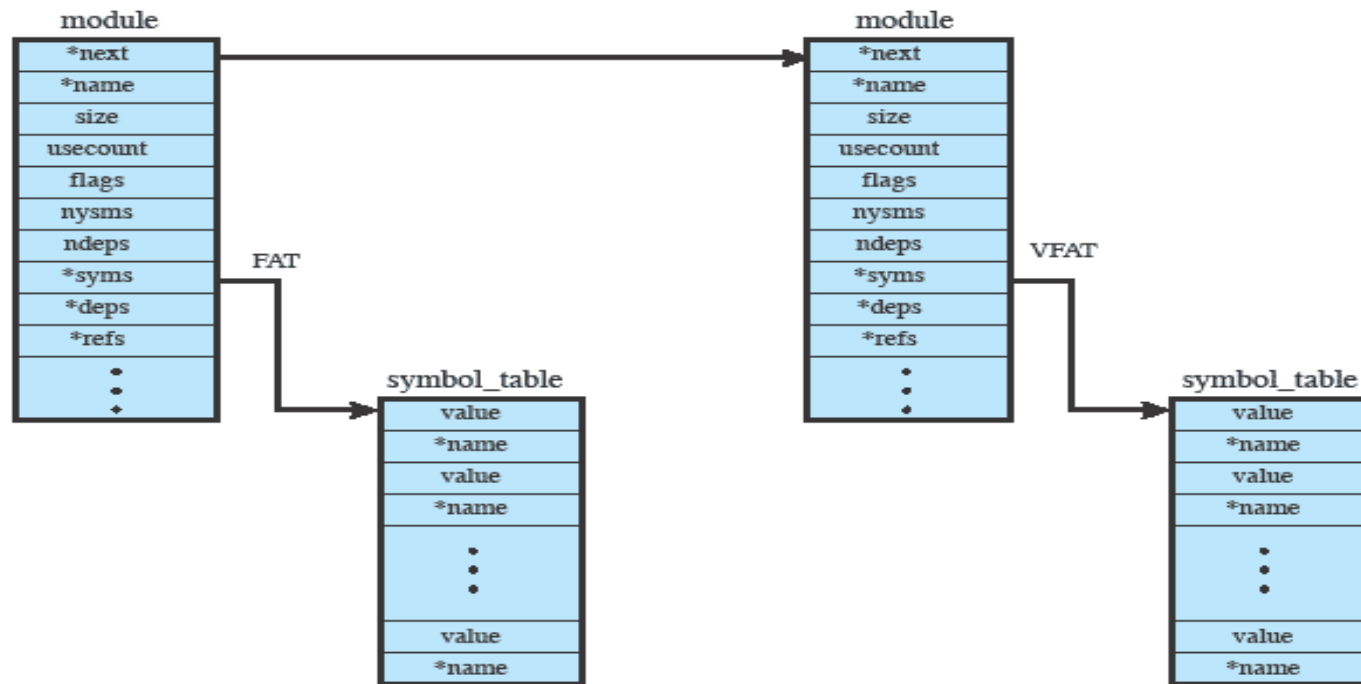 module
*next
*name
size
usecount
flags
nysms
ndeps
*syms
*deps
*refs
FAT
symbol_table
value
*name
value
*name
value
*name
module
*next
*name
size
usecount
flags
nysms
ndeps
*syms
*deps
*refs
VFAT
symbol_table
value
*name
value
*name
value
*name